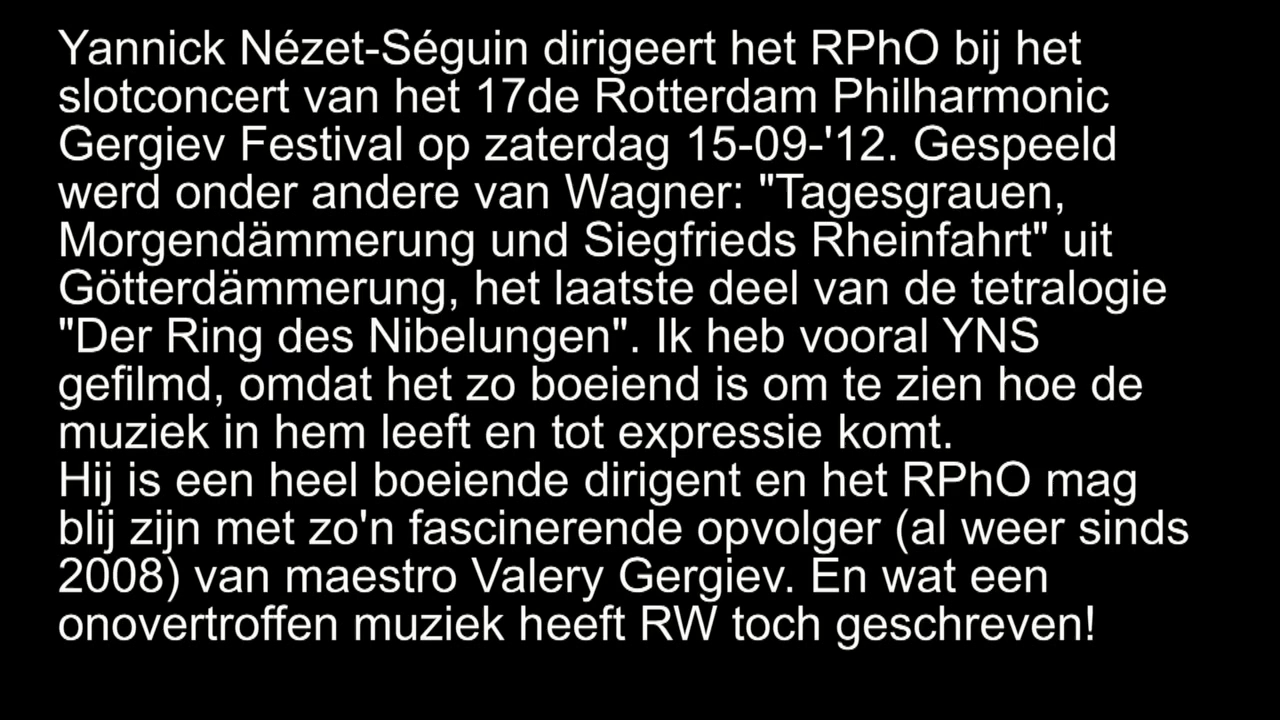 Yannick Nézet-Séguin dirigeert het RPhO bij het
slotconcert van het 17de Rotterdam Philharmonic
Gergiev Festival op zaterdag 15-09-'12. Gespeeld
werd onder andere van Wagner: "Tagesgrauen,
Morgendämmerung und Siegfrieds Rheinfahrt" uit
Götterdämmerung, het laatste deel van de tetralogie
"Der Ring des Nibelungen". Ik heb vooral YNS
gefilmd, omdat het zo boeiend is om te zien hoe de
muziek in hem leeft en tot expressie komt.
Hij is een heel boeiende dirigent en het RPhO mag
blij zijn met zo'n fascinerende opvolger (al weer sinds
2008) van maestro Valery Gergiev. En wat een
onovertroffen muziek heeft RW toch geschreven!